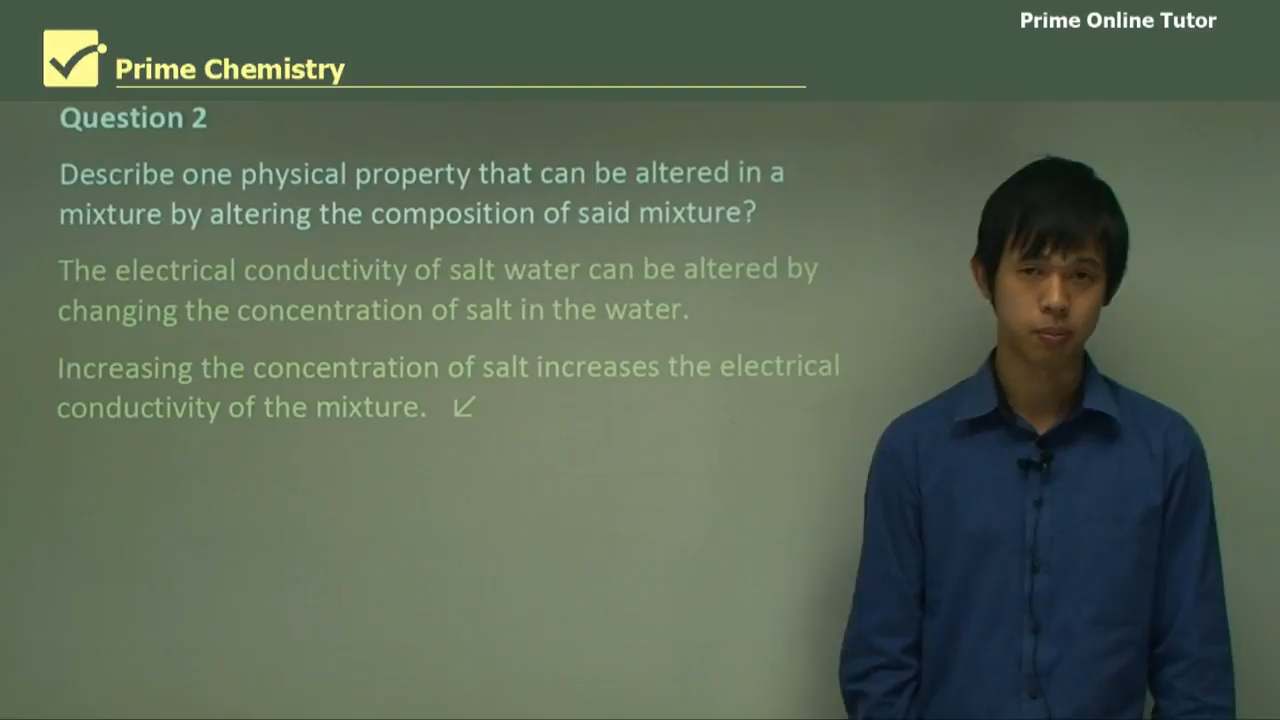 Prime Online Tutor
Prime Chemistry
Question 2
Describe one physical property that can be altered in a
mixture by altering the composition of said mixture?
The electrical conductivity of salt water can be altered by
changing the concentration of salt in the water.
Increasing the concentration of salt increases the electrical
conductivity of the mixture.